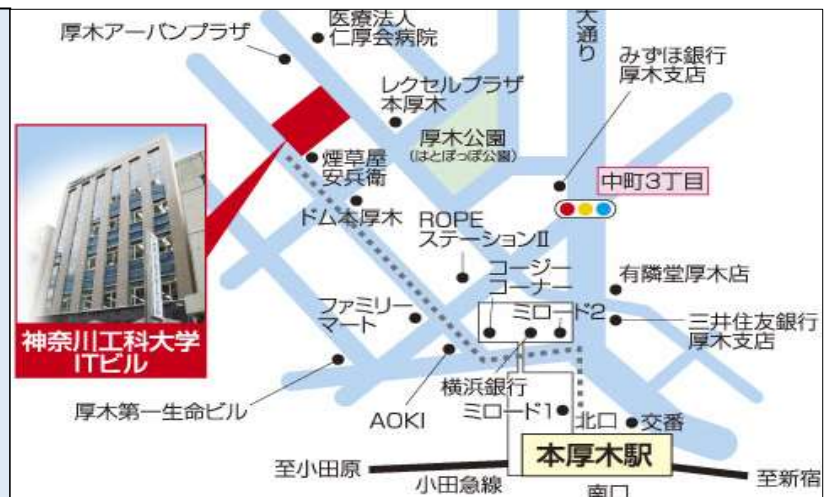 厚木アーバンプラザ
医療法人
仁厚会病院
大通り
みずほ銀行
厚木支店
レクセルプラザ
本厚木
厚木公園
(はとぽっぽ公園)
中町3丁目
煙草屋
安兵衛
ドム本厚木
ROPE
ステーションII
コージー
コーナー
有隣堂厚木店
ファミリー
マート
ミロード2
三井住友銀行
厚木支店
神奈川工科大学
ITビル
横浜銀行
厚木第一生命ビル
AOKI
ミロード1
北口
交番
本厚木駅
至小田原
小田急線
至新宿
南口